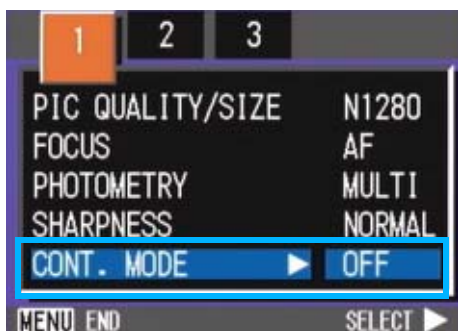 1 2 3
PIC QUALITY/SIZE N1280
FOCUS AF
PHOTOMETRY MULTI
SHARPNESS NORMAL
CONT. MODE ▶ OFF
MENU END SELECT ▶